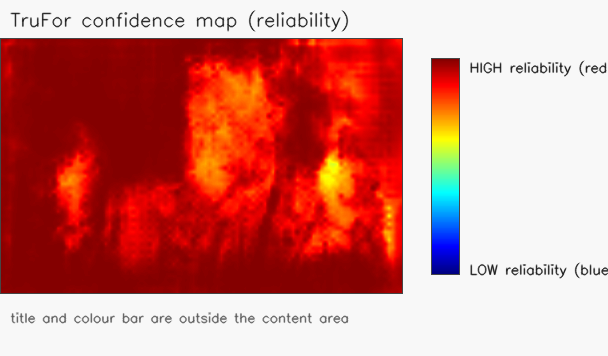 TruFor confidence map (reliability)
HIGH reliability (red
LOW reliability (blue
title and colour bar are outside the content area